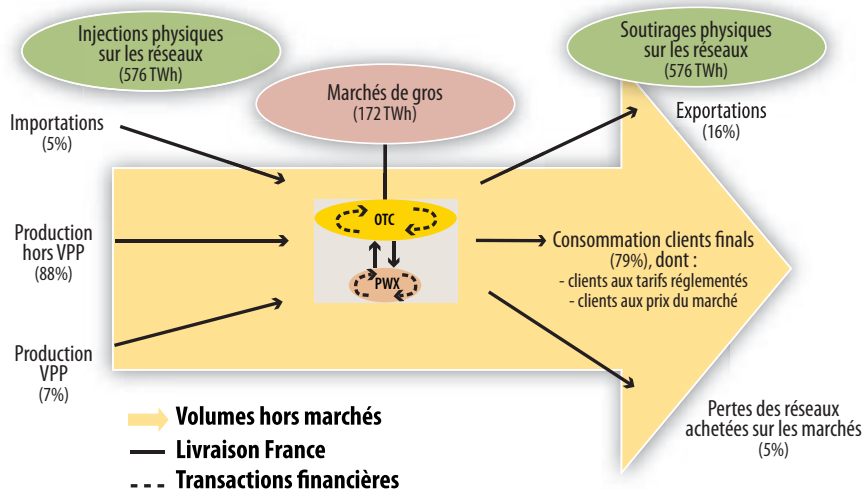 Injections physiques
sur les réseaux
(576 TWh)
Soutirages physiques
sur les réseaux
(576 TWh)
Marchés de gros
(172 TWh)
Importations
(5%)
Exportations
(16%)
OTC
PWX
Production
hors VPP
(88%)
Consommation clients finals
(79%), dont :
- clients aux tarifs réglementés
- clients aux prix du marché
Production
VPP
(7%)
Pertes des réseaux
achetées sur les marchés
(5%)
Volumes hors marchés
Livraison France
Transactions financières